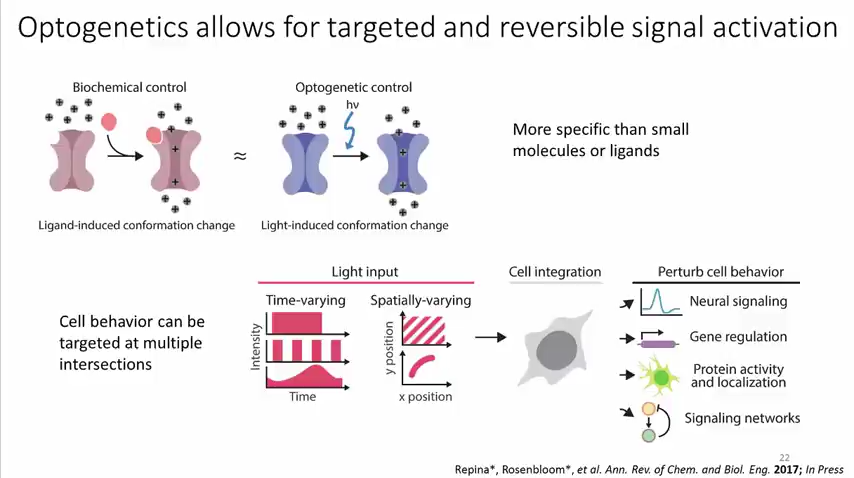 Optogenetics allows for targeted and reversible signal activation
Biochemical control
Optogenetic control
hν
≈
Ligand-induced conformation change
Light-induced conformation change
More specific than small
molecules or ligands
Cell behavior can be
targeted at multiple
intersections
Light input
Time-varying
Spatially-varying
Intensity
Time
y position
x position
Cell integration
Perturb cell behavior
Neural signaling
Gene regulation
Protein activity
and localization
Signaling networks
22
Repina*, Rosenbloom*, et al. Ann. Rev. of Chem. and Biol. Eng. 2017; In Press